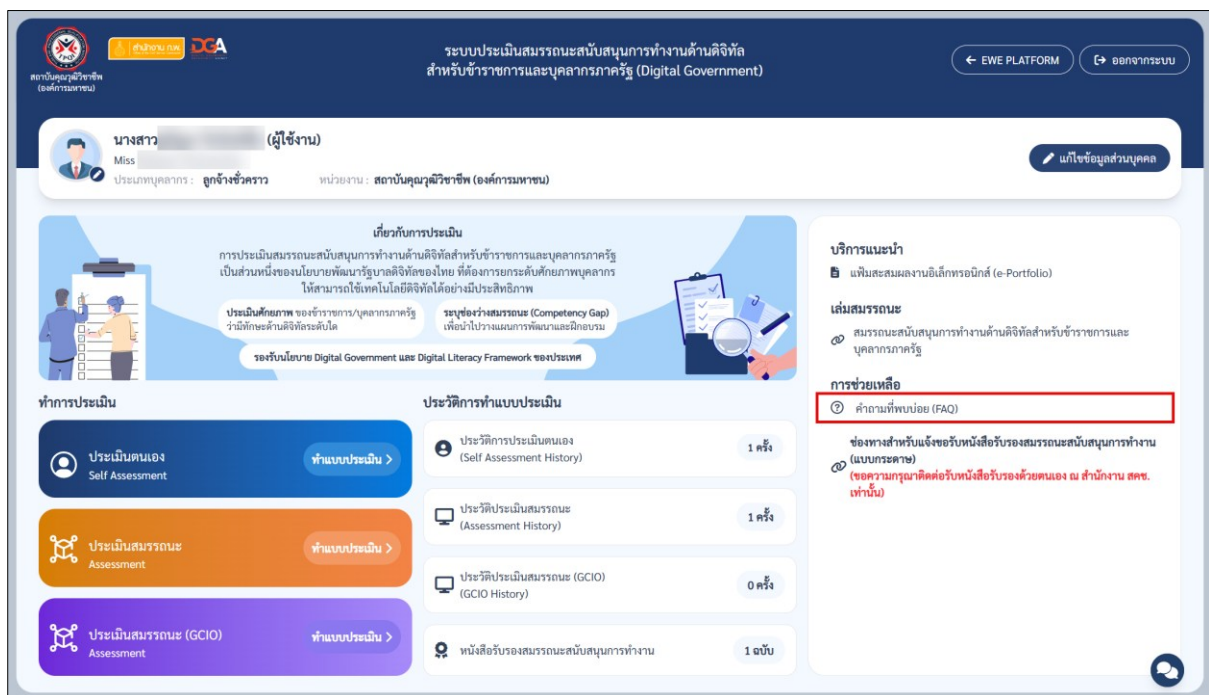 สถาบันคุณวุฒิวิชาชีพ
(องค์การมหาชน)
สำนักงาน ก.พ.
DGA
ระบบประเมินสมรรถนะสนับสนุนการทำงานด้านดิจิทัล
สำหรับข้าราชการและบุคลากรภาครัฐ (Digital Government)
← EWE PLATFORM
ออกจากระบบ
นางสาว (ผู้ใช้งาน)
Miss
ประเภทบุคลากร : ลูกจ้างชั่วคราว หน่วยงาน : สถาบันคุณวุฒิวิชาชีพ (องค์การมหาชน)
แก้ไขข้อมูลส่วนบุคคล
เกี่ยวกับการประเมิน
การประเมินสมรรถนะสนับสนุนการทำงานด้านดิจิทัลสำหรับข้าราชการและบุคลากรภาครัฐ
เป็นส่วนหนึ่งของนโยบายพัฒนารัฐบาลดิจิทัลของไทย ที่ต้องการยกระดับศักยภาพบุคลากร
ให้สามารถใช้เทคโนโลยีดิจิทัลได้อย่างมีประสิทธิภาพ
ประเมินศักยภาพ ของข้าราชการ/บุคลากรภาครัฐ
ว่ามีทักษะด้านดิจิทัลระดับใด
ระบุช่องว่างสมรรถนะ (Competency Gap)
เพื่อนำไปวางแผนการพัฒนาและฝึกอบรม
รองรับนโยบาย Digital Government และ Digital Literacy Framework ของประเทศ
ทำการประเมิน
ประเมินตนเอง
Self Assessment
ทำแบบประเมิน >
ประเมินสมรรถนะ
Assessment
ทำแบบประเมิน >
ประเมินสมรรถนะ (GCIO)
Assessment
ทำแบบประเมิน >
ประวัติการทำแบบประเมิน
ประวัติการประเมินตนเอง
(Self Assessment History)
1 ครั้ง
ประวัติประเมินสมรรถนะ
(Assessment History)
1 ครั้ง
ประวัติประเมินสมรรถนะ (GCIO)
(GCIO History)
0 ครั้ง
หนังสือรับรองสมรรถนะสนับสนุนการทำงาน
1 ฉบับ
บริการแนะนำ
แฟ้มสะสมผลงานอิเล็กทรอนิกส์ (e-Portfolio)
เล่มสมรรถนะ
สมรรถนะสนับสนุนการทำงานด้านดิจิทัลสำหรับข้าราชการและ
บุคลากรภาครัฐ
การช่วยเหลือ
คำถามที่พบบ่อย (FAQ)
ช่องทางสำหรับแจ้งขอรับหนังสือรับรองสมรรถนะสนับสนุนการทำงาน
(แบบกระดาษ)
(ขอความกรุณาติดต่อรับหนังสือรับรองด้วยตนเอง ณ สำนักงาน สคช.
เท่านั้น)